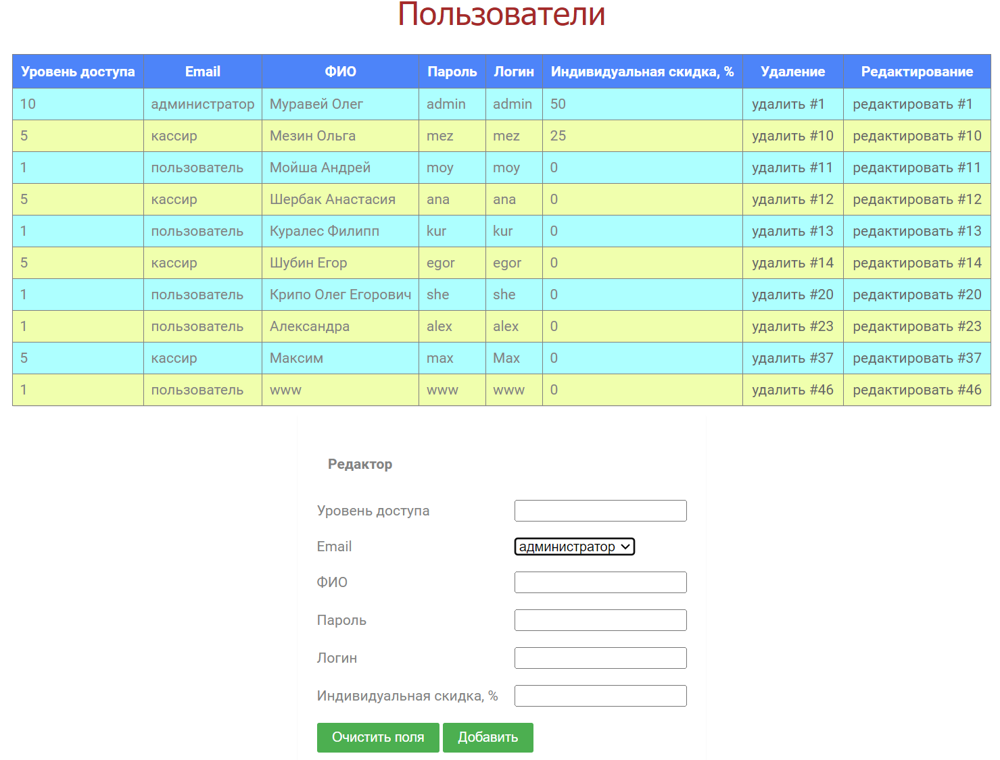 Пользователи
Уровень доступа Email ФИО Пароль Логин Индивидуальная скидка, % Удаление Редактирование
10 администратор Муравей Олег admin admin 50 удалить #1 редактировать #1
5 кассир Мезин Ольга mez mez 25 удалить #10 редактировать #10
1 пользователь Мойша Андрей moy moy 0 удалить #11 редактировать #11
5 кассир Шербак Анастасия ana ana 0 удалить #12 редактировать #12
1 пользователь Куралес Филипп kur kur 0 удалить #13 редактировать #13
5 кассир Шубин Егор egor egor 0 удалить #14 редактировать #14
1 пользователь Крипо Олег Егорович she she 0 удалить #20 редактировать #20
1 пользователь Александра alex alex 0 удалить #23 редактировать #23
5 кассир Максим max Max 0 удалить #37 редактировать #37
1 пользователь www www www 0 удалить #46 редактировать #46
Редактор
Уровень доступа
Email администратор
ФИО
Пароль
Логин
Индивидуальная скидка, %
Очистить поля Добавить